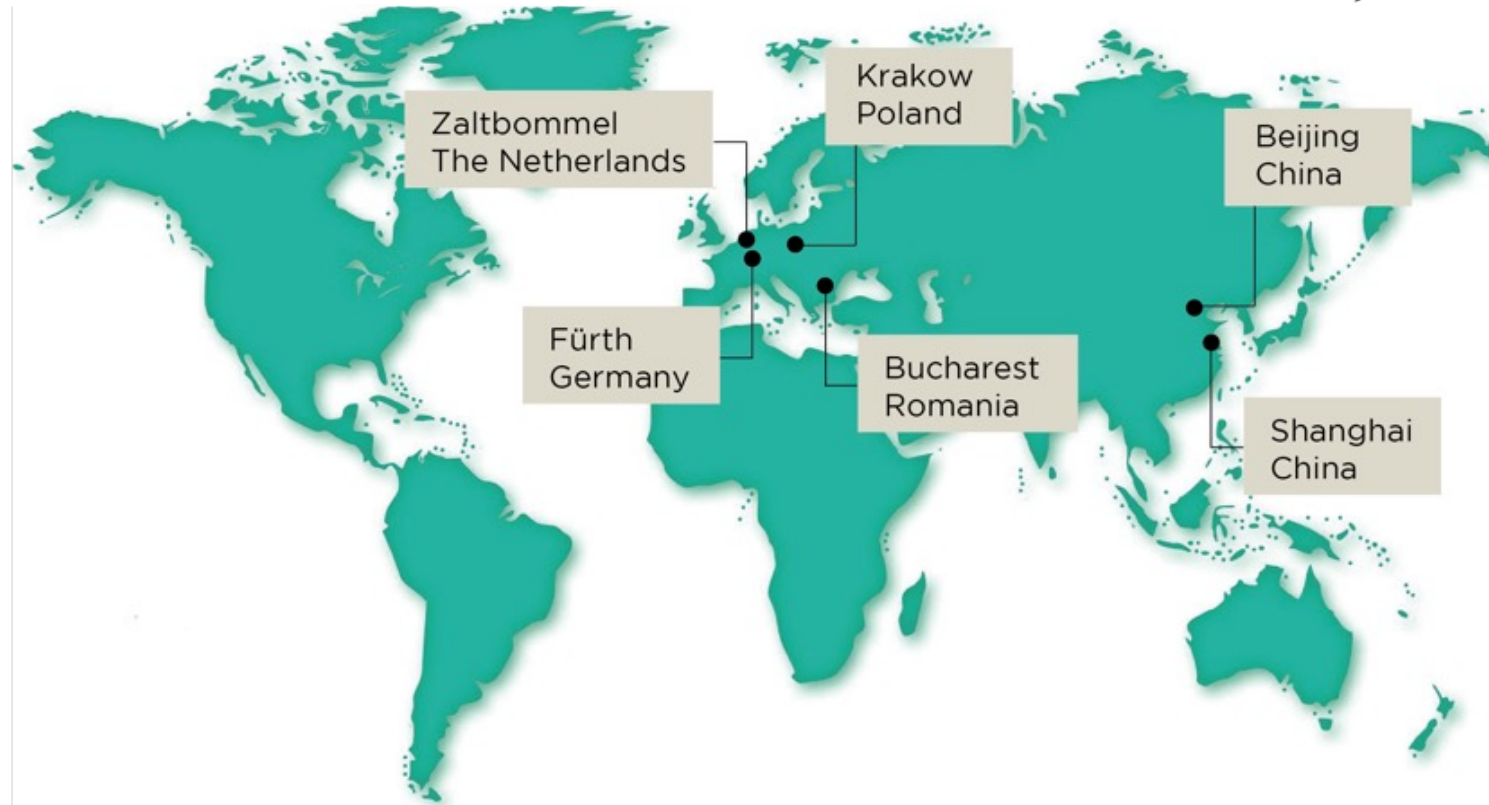 Krakow
Poland
Zaltbommel
The Netherlands
Beijing
China
Fürth
Germany
Bucharest
Romania
Shanghai
China